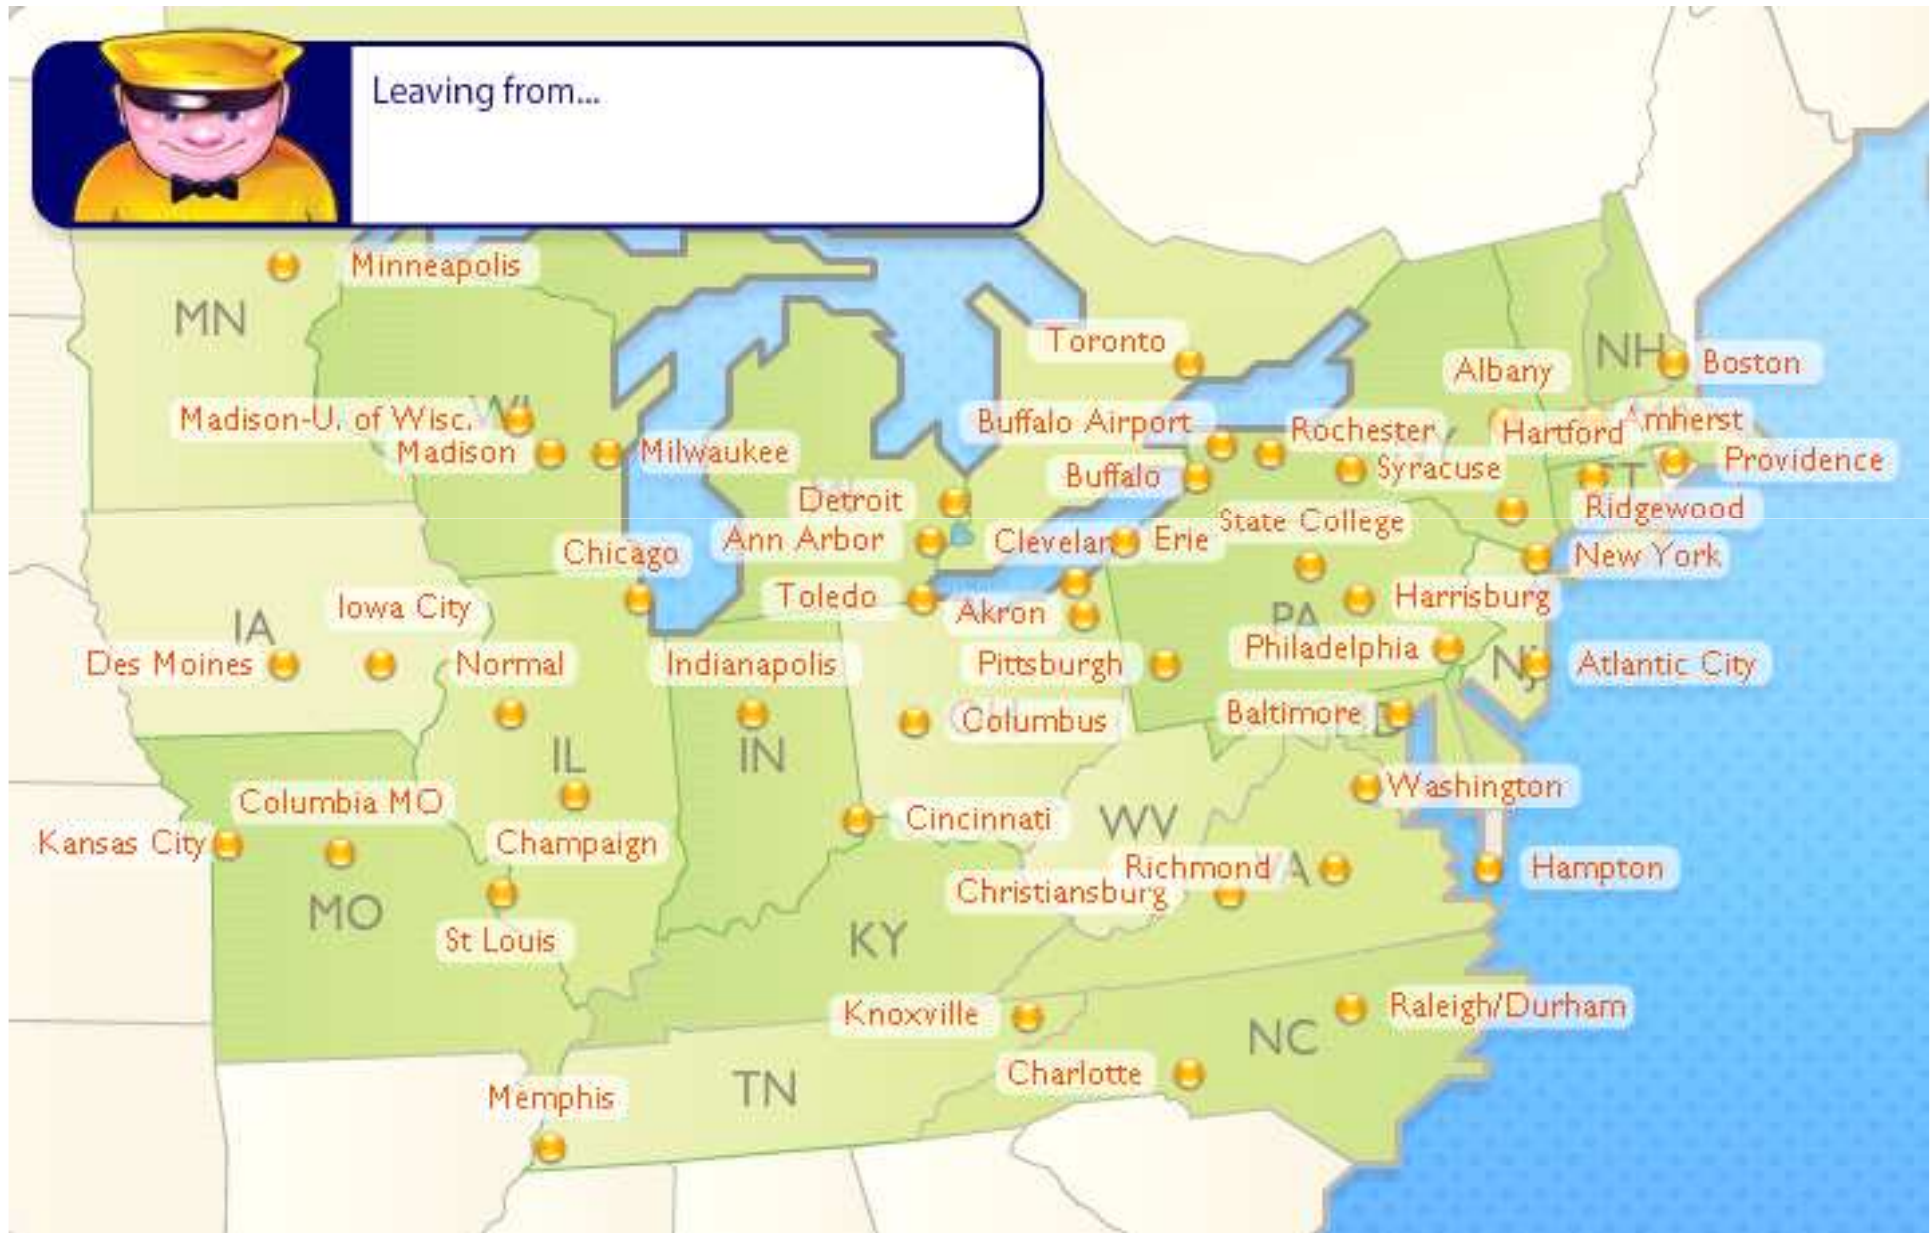 Leaving from...
Minneapolis
MN
Toronto
NH
Boston
Albany
Madison-U. of Wisc.
WI
Buffalo Airport
Rochester
Hartford
Amherst
Madison
Milwaukee
Buffalo
Syracuse
Providence
Detroit
Ridgewood
State College
Ann Arbor
Clevelan
Erie
Chicago
New York
Toledo
Akron
Harrisburg
Iowa City
IA
PA
Philadelphia
Des Moines
Normal
Indianapolis
Pittsburgh
NJ
Atlantic City
Columbus
Baltimore
IL
IN
Washington
Columbia MO
Cincinnati
WV
Kansas City
Champaign
Richmond
Hampton
Christiansburg
MO
St Louis
KY
Knoxville
Raleigh/Durham
NC
Charlotte
TN
Memphis